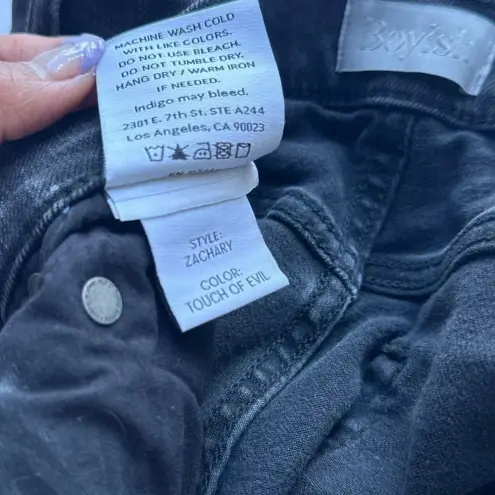 Boyish
MACHINE WASH COLD
WITH LIKE COLORS.
DO NOT USE BLEACH.
DO NOT TUMBLE DRY.
HANG DRY / WARM IRON
IF NEEDED.
Indigo may bleed.
2301 E. 7th St. STE A244
Los Angeles, CA 90023
STYLE:
ZACHARY
COLOR:
TOUCH OF EVIL